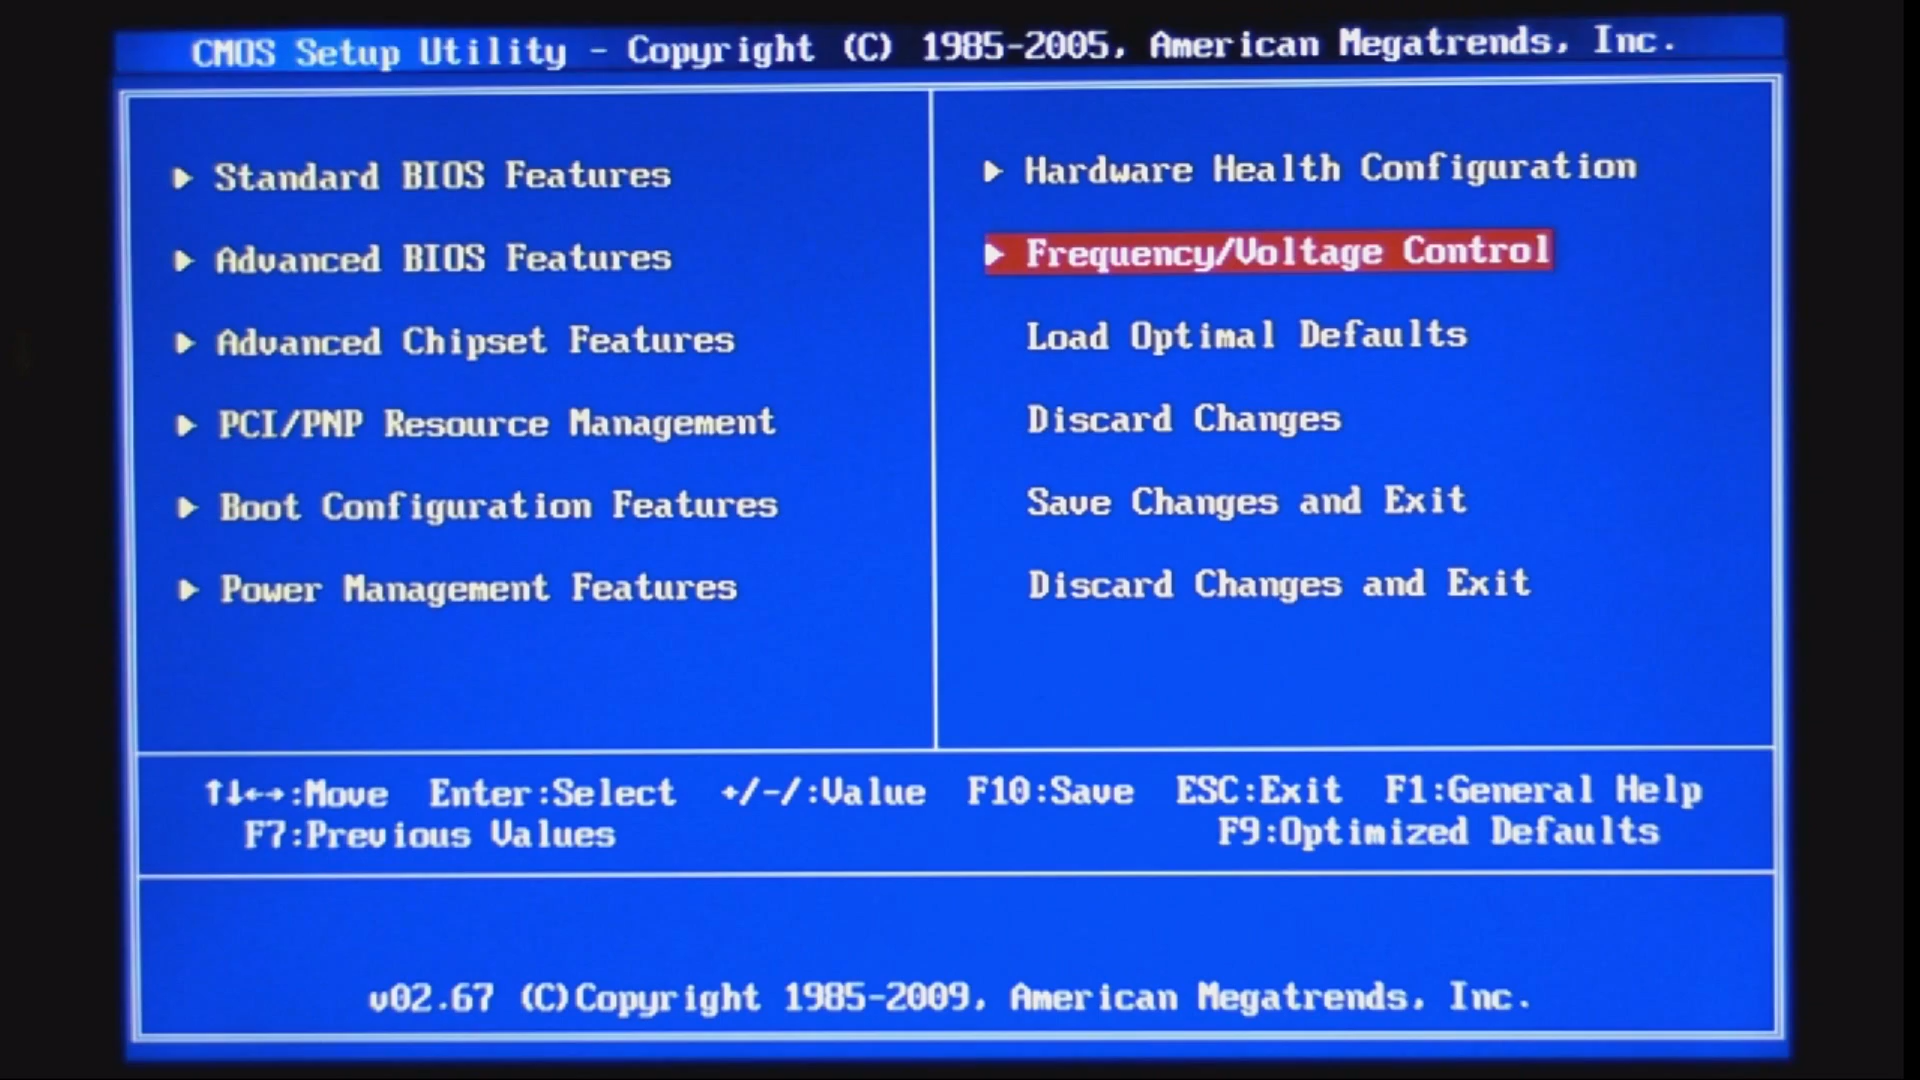 CMOS Setup Utility - Copyright (C) 1985-2005, American Megatrends, Inc.
▶ Standard BIOS Features
▶ Advanced BIOS Features
▶ Advanced Chipset Features
▶ PCI/PNP Resource Management
▶ Boot Configuration Features
▶ Power Management Features
▶ Hardware Health Configuration
▶ Frequency/Voltage Control
Load Optimal Defaults
Discard Changes
Save Changes and Exit
Discard Changes and Exit
↑↓←→:Move Enter:Select +/-/:Value F10:Save ESC:Exit F1:General Help
F7:Previous Values F9:Optimized Defaults
v02.67 (C)Copyright 1985-2009, American Megatrends, Inc.